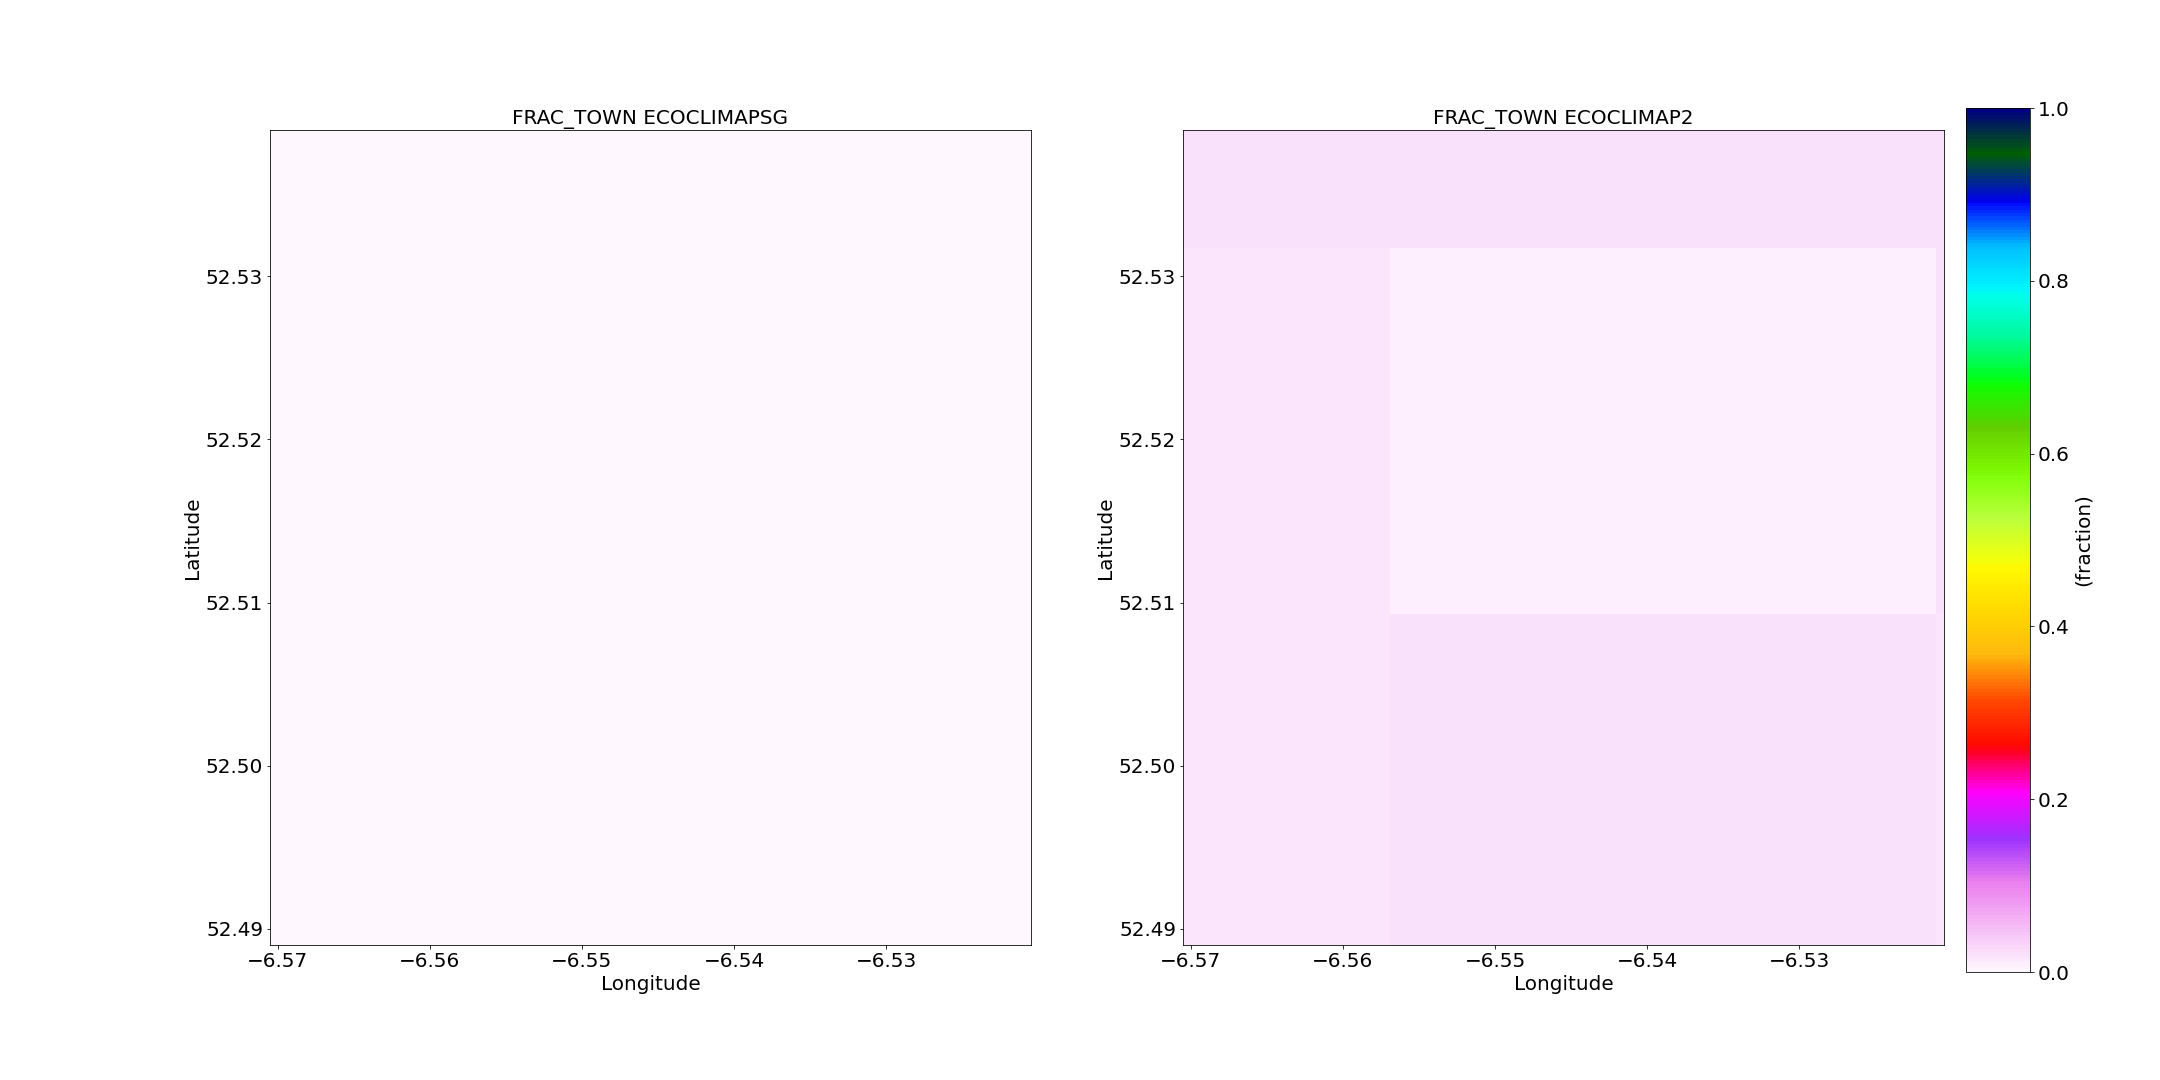 FRAC_TOWN ECOCLIMAPSG
52.53
52.52
52.51
52.50
52.49
Latitude
−6.57 −6.56 −6.55 −6.54 −6.53
Longitude
FRAC_TOWN ECOCLIMAP2
52.53
52.52
52.51
52.50
52.49
Latitude
−6.57 −6.56 −6.55 −6.54 −6.53
Longitude
1.0
0.8
0.6
0.4
0.2
0.0
(fraction)